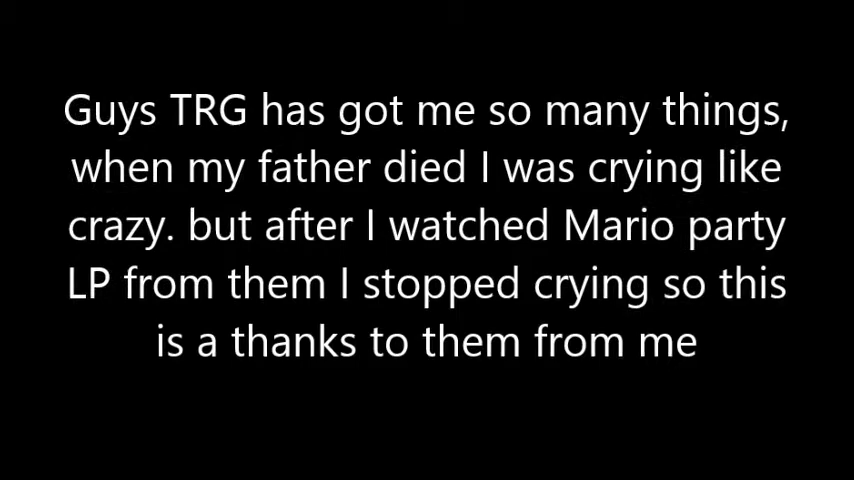 Guys TRG has got me so many things,
when my father died I was crying like
crazy. but after I watched Mario party
LP from them I stopped crying so this
is a thanks to them from me